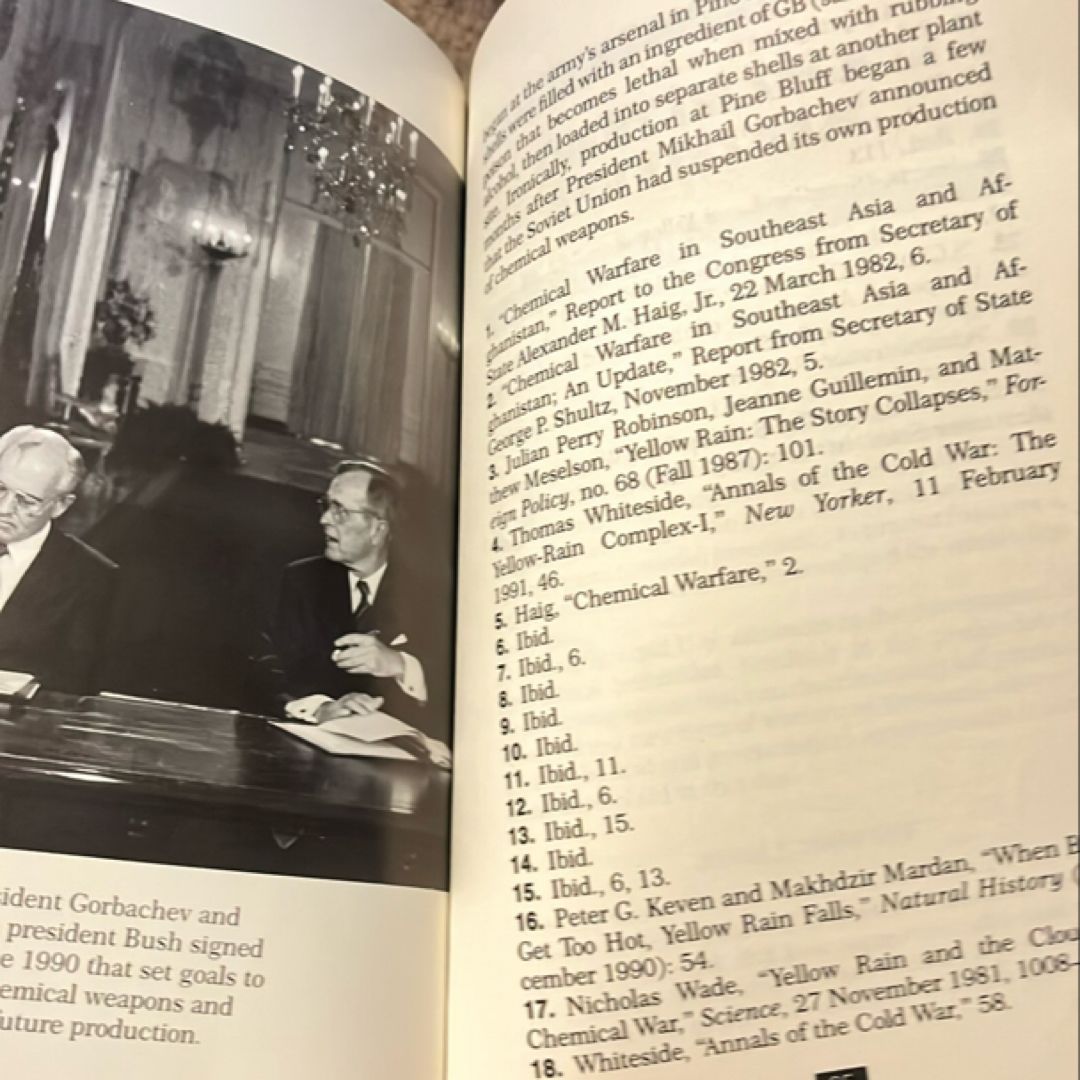 sident Gorbachev and
president Bush signed
e 1990 that set goals to
emical weapons and
future production.
at the army's arsenal in Pine
shells were filled with an ingredient of GB
poison that becomes lethal when mixed with rubbing
alcohol, then loaded into separate shells at another plant
site. Ironically, production at Pine Bluff began a few
months after President Mikhail Gorbachev announced
that the Soviet Union had suspended its own production
of chemical weapons.
1. “Chemical Warfare in Southeast Asia and Af-
ghanistan,” Report to the Congress from Secretary of
State Alexander M. Haig, Jr., 22 March 1982, 6.
2. “Chemical Warfare in Southeast Asia and Af-
ghanistan; An Update,” Report from Secretary of State
George P. Shultz, November 1982, 5.
3. Julian Perry Robinson, Jeanne Guillemin, and Mat-
thew Meselson, “Yellow Rain: The Story Collapses,” For-
eign Policy, no. 68 (Fall 1987): 101.
4. Thomas Whiteside, “Annals of the Cold War: The
Yellow-Rain Complex-I,” New Yorker, 11 February
1991, 46.
5. Haig, “Chemical Warfare,” 2.
6. Ibid.
7. Ibid., 6.
8. Ibid.
9. Ibid.
10. Ibid.
11. Ibid., 11.
12. Ibid., 6.
13. Ibid., 15.
14. Ibid.
15. Ibid., 6, 13.
16. Peter G. Keven and Makhdzir Mardan, “When B
Get Too Hot, Yellow Rain Falls,” Natural History (
cember 1990): 54.
17. Nicholas Wade, “Yellow Rain and the Clou
Chemical War,” Science, 27 November 1981, 1008–
18. Whiteside, “Annals of the Cold War,” 58.